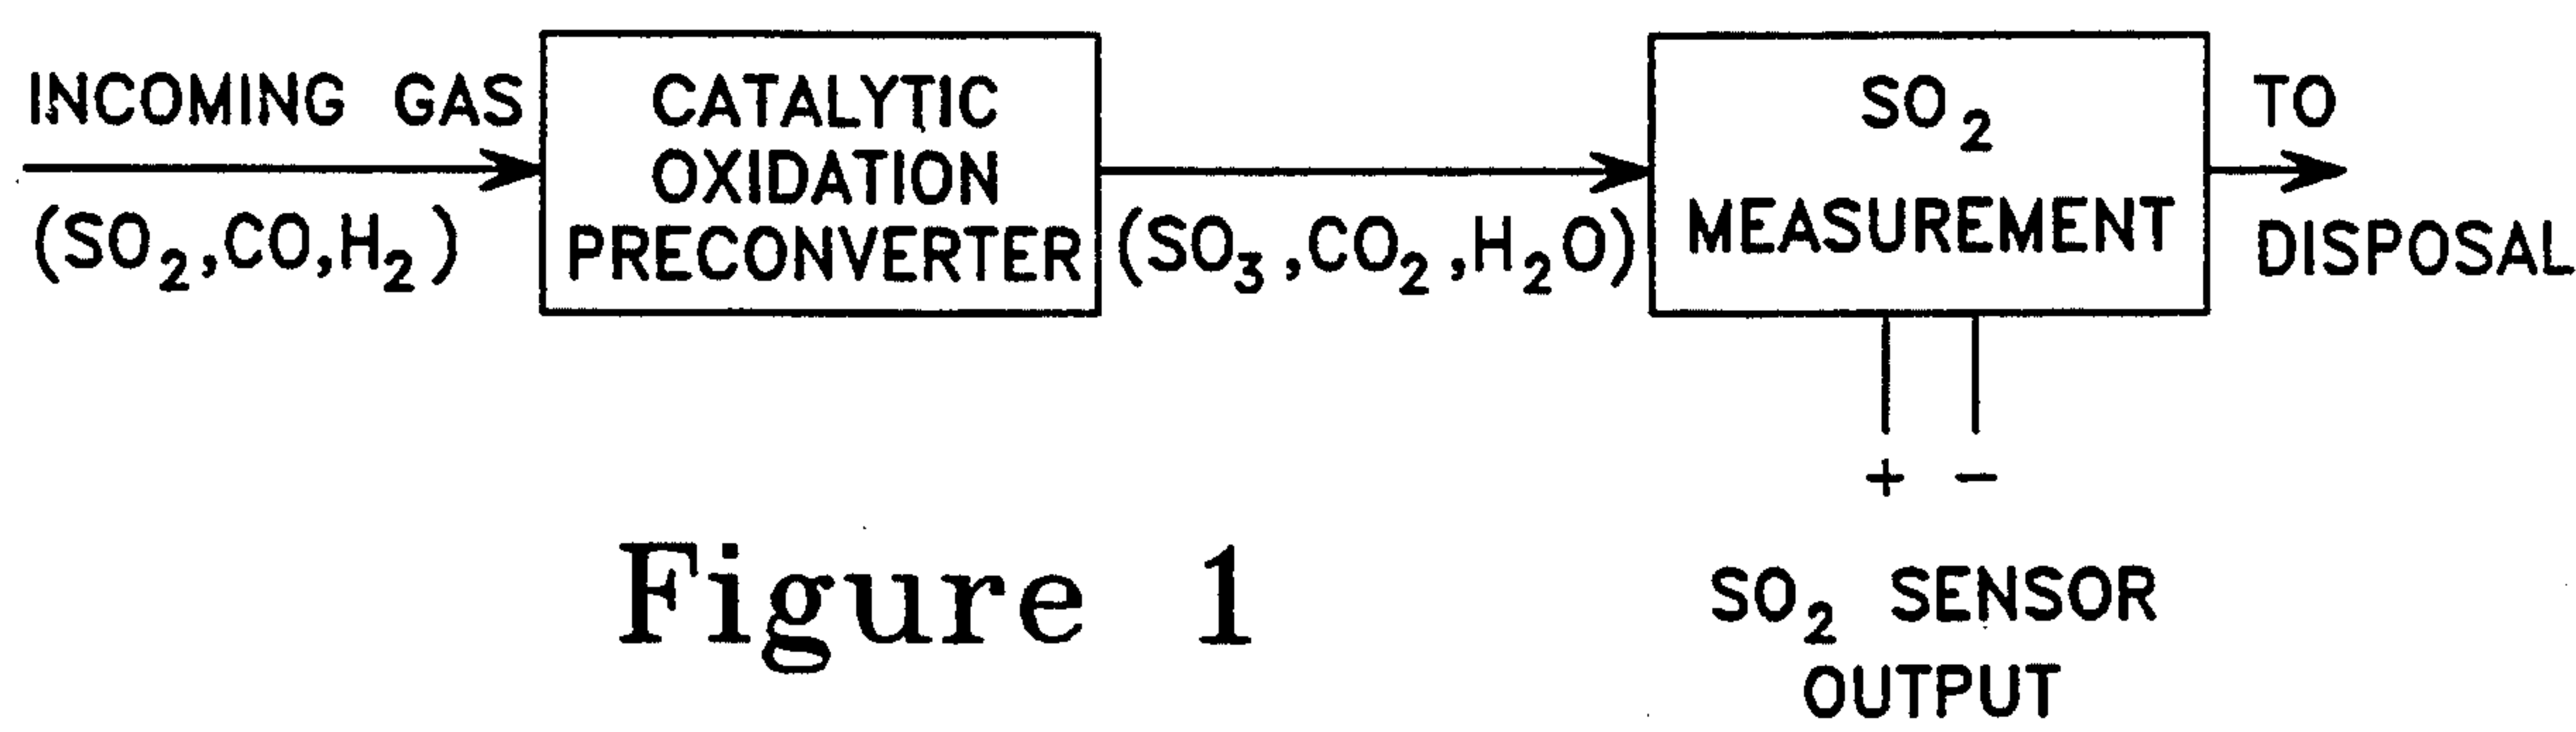 INCOMING GAS
(SO₂,CO,H₂)
CATALYTIC
OXIDATION
PRECONVERTER
(SO₃,CO₂,H₂O)
SO₂
MEASUREMENT
TO
DISPOSAL
+ −
SO₂ SENSOR
OUTPUT
Figure 1